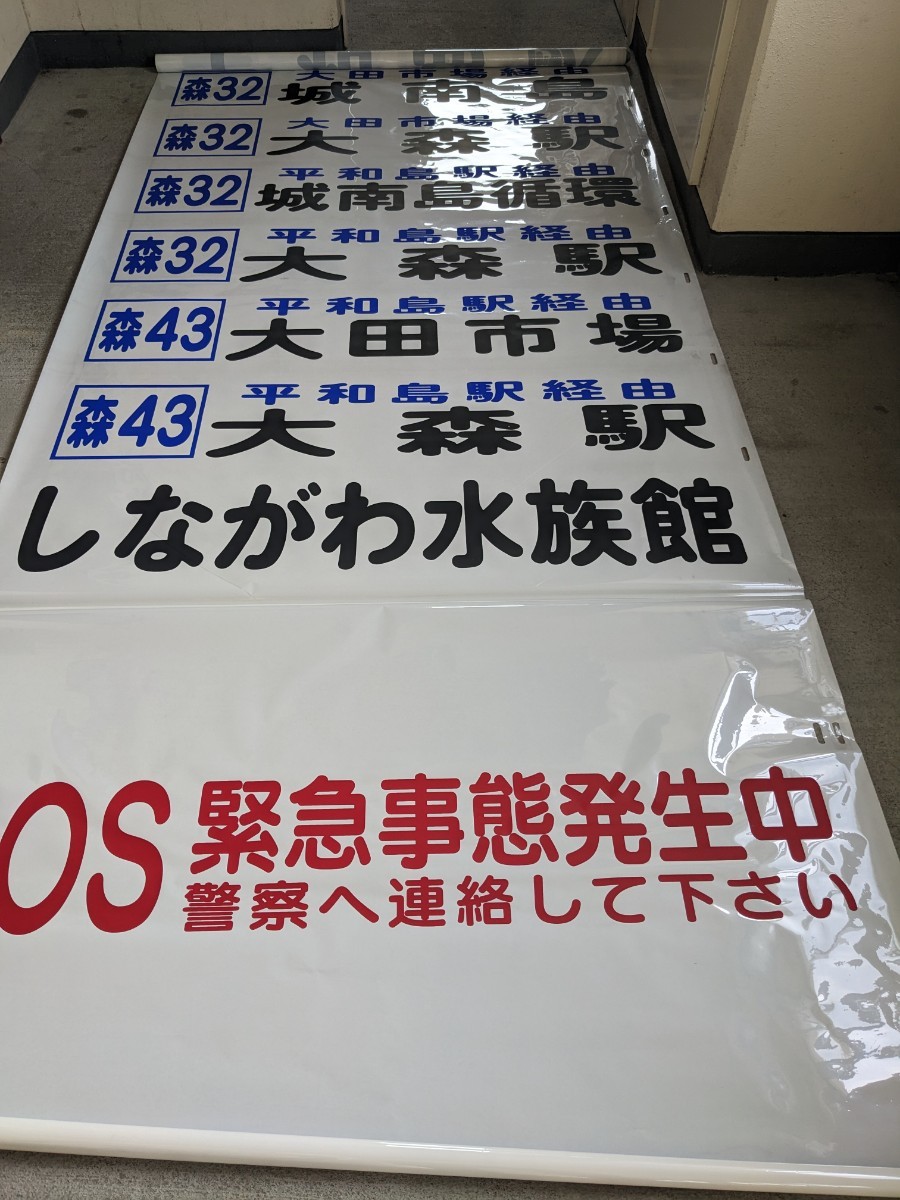 大田市場経由
森32 城南島
大田市場経由
森32 大森駅
平和島駅経由
森32 城南島循環
平和島駅経由
森32 大森駅
平和島駅経由
森43 大田市場
平和島駅経由
森43 大森駅
しながわ水族館
OS 緊急事態発生中
警察へ連絡して下さい